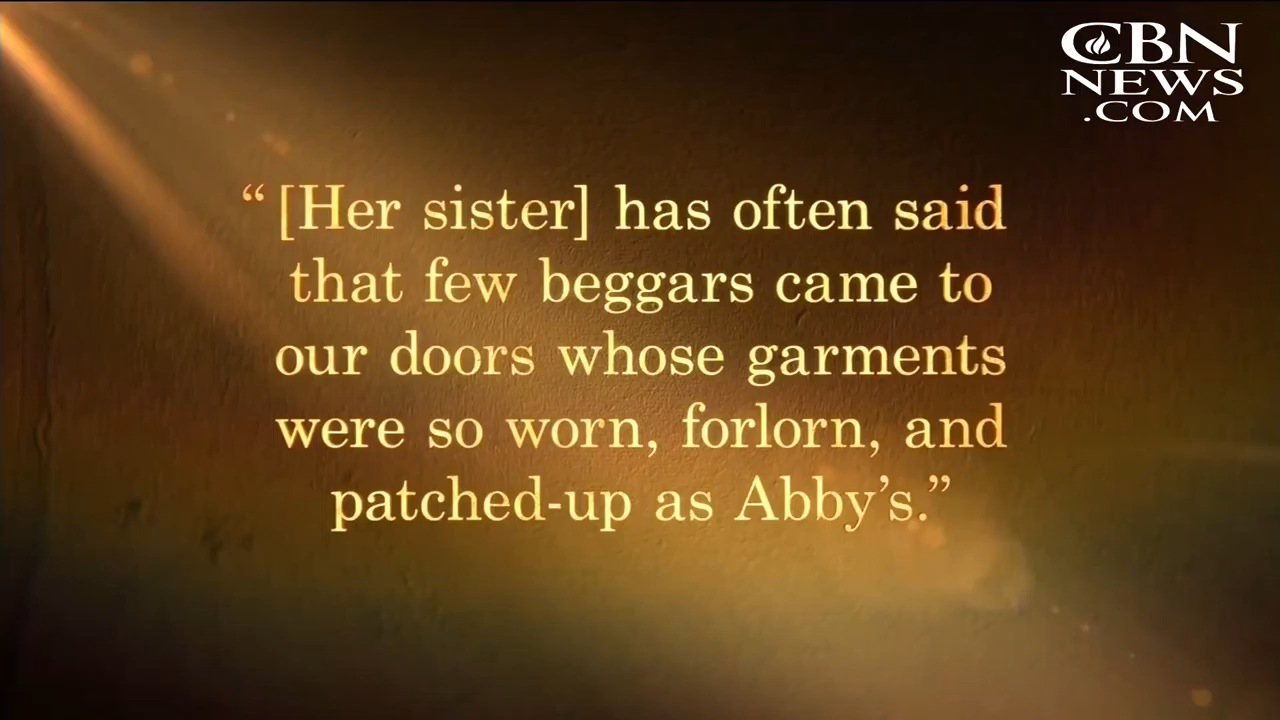 CBN
NEWS
.COM
“[Her sister] has often said
that few beggars came to
our doors whose garments
were so worn, forlorn, and
patched-up as Abby’s.”